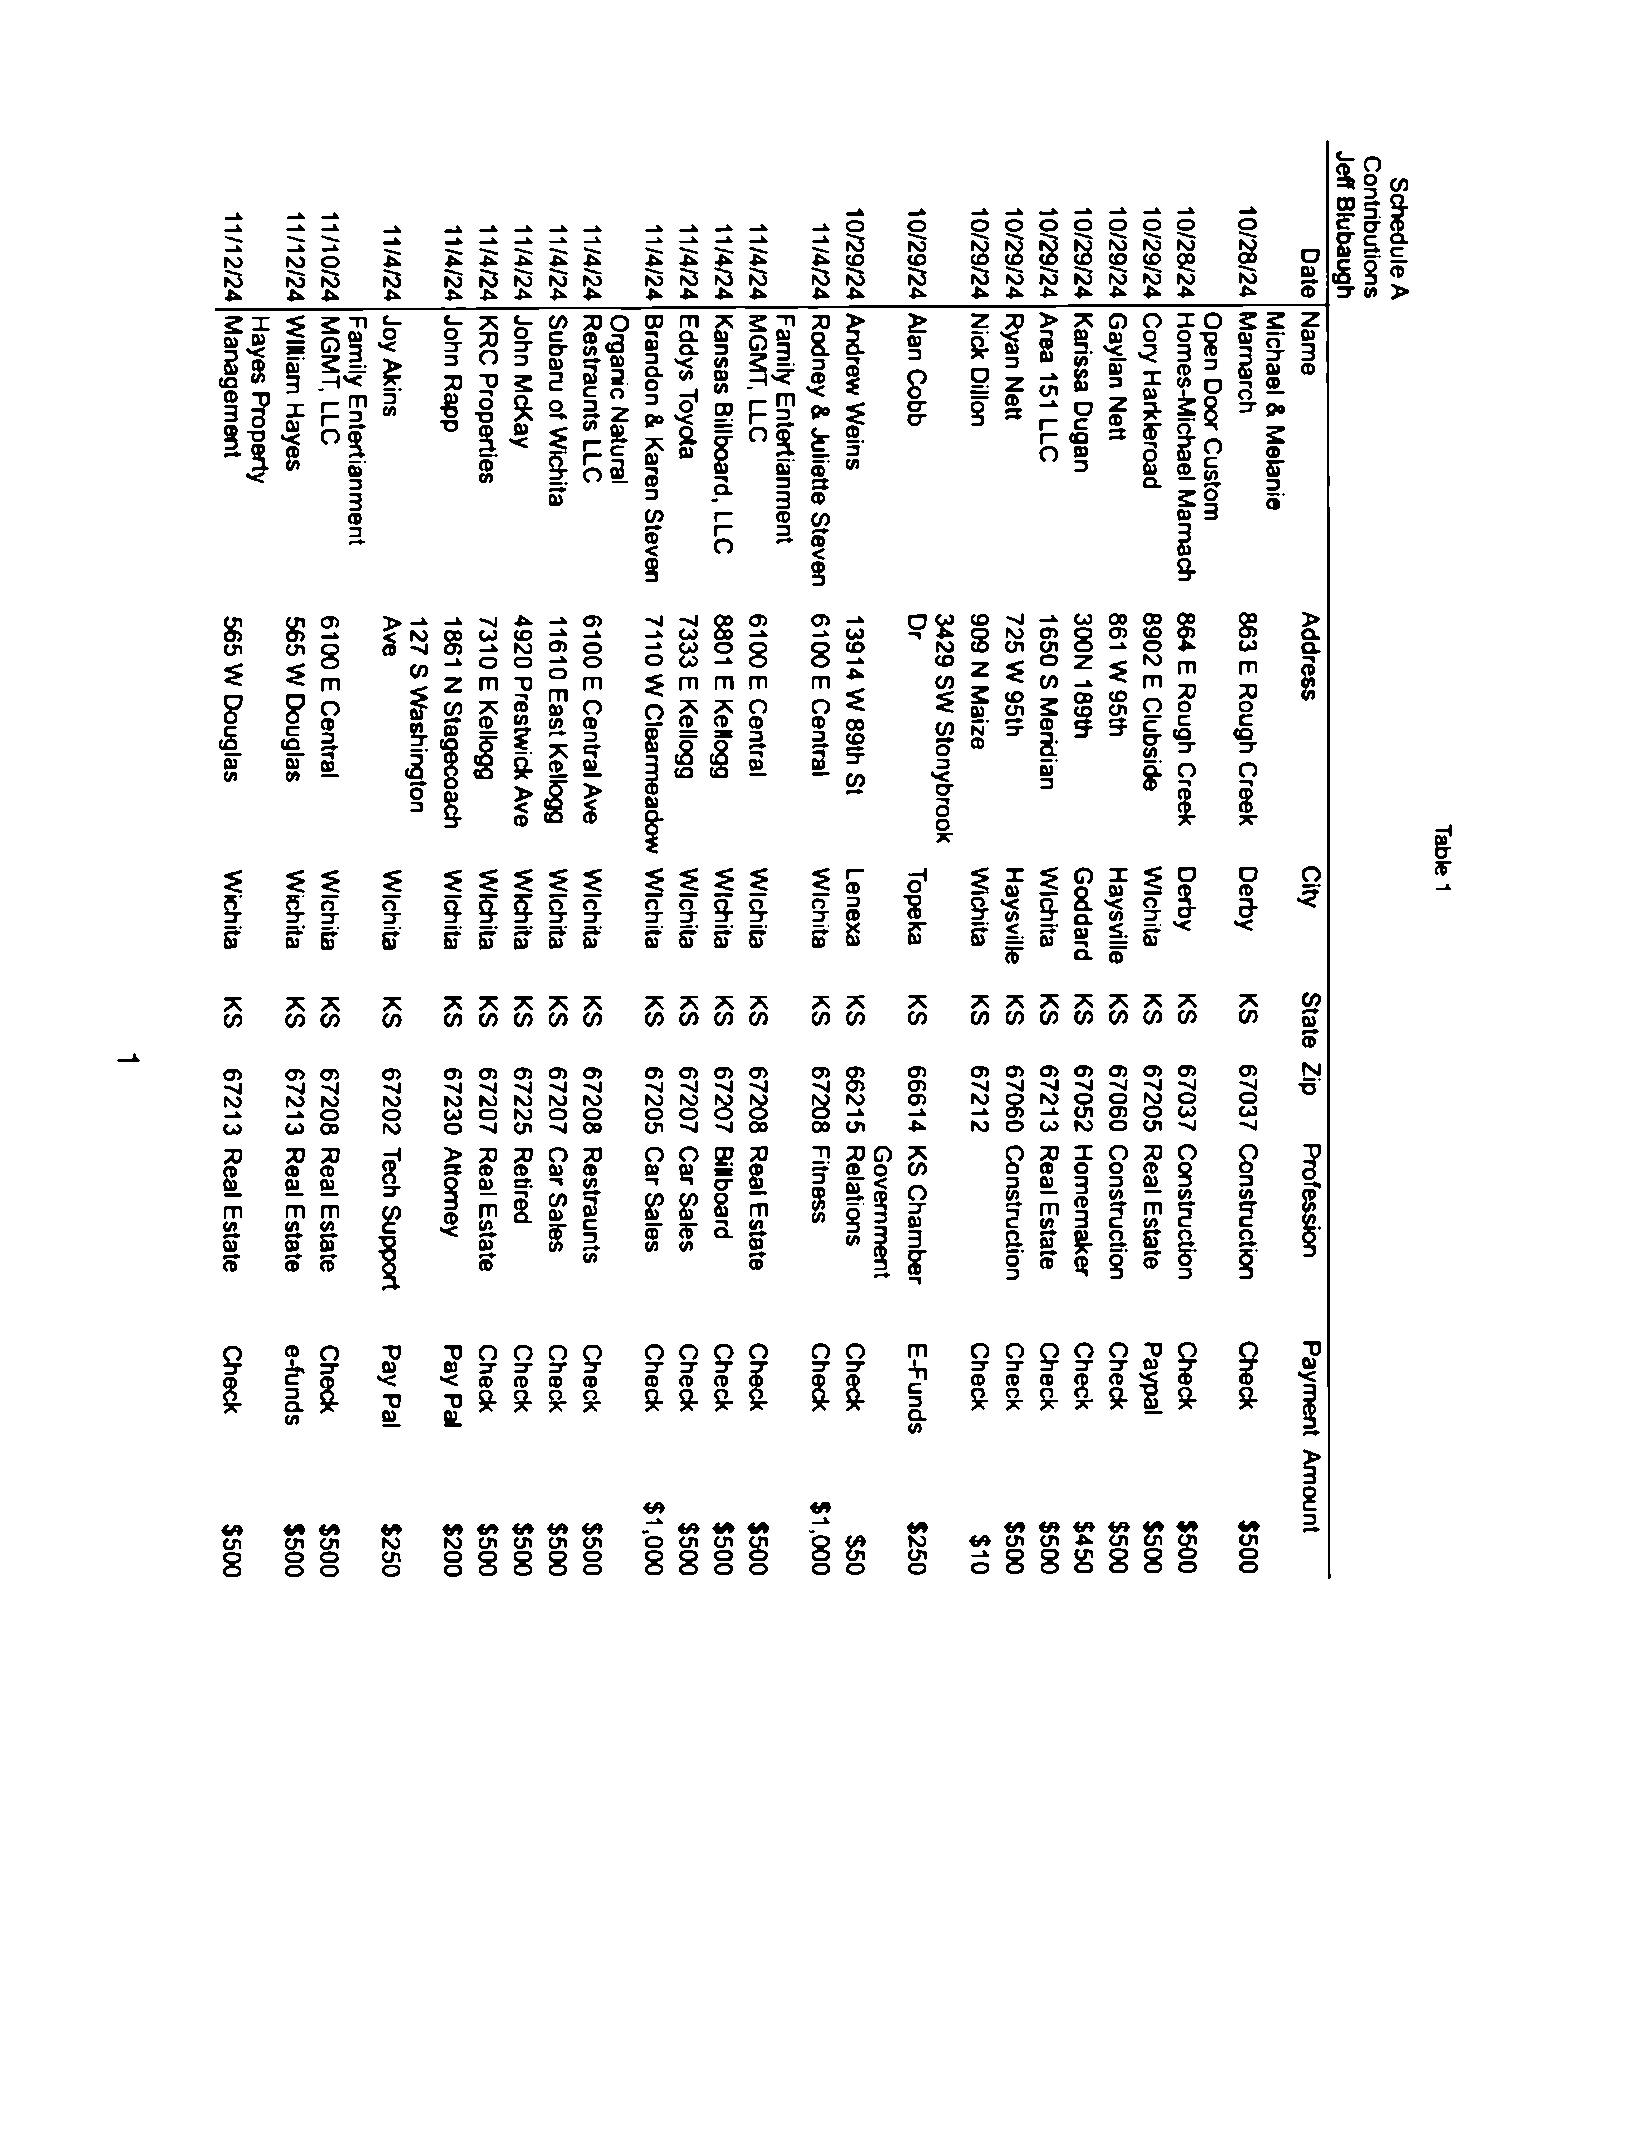 Table 1
Schedule A
Contributions
Jeff Blubaugh
Date Name Address City State Zip Profession Payment Amount
Michael & Melanie
10/28/24 Marnarch 863 E Rough Creek Derby KS 67037 Construction Check $500
Open Door Custom
10/28/24 Homes-Michael Marnach 864 E Rough Creek Derby KS 67037 Construction Check $500
10/29/24 Cory Harkleroad 8902 E Clubside Wichita KS 67205 Real Estate Paypal $500
10/29/24 Gaylan Nett 861 W 95th Haysville KS 67060 Construction Check $500
10/29/24 Karissa Dugan 300N 189th Goddard KS 67052 Homemaker Check $450
10/29/24 Area 151 LLC 1650 S Meridian Wichita KS 67213 Real Estate Check $500
10/29/24 Ryan Nett 725 W 95th Haysville KS 67060 Construction Check $500
10/29/24 Nick Dillon 909 N Maize Wichita KS 67212 Check $10
3429 SW Stonybrook
10/29/24 Alan Cobb Dr Topeka KS 66614 KS Chamber E-Funds $250
Government
10/29/24 Andrew Weins 13914 W 89th St Lenexa KS 66215 Relations Check $50
11/4/24 Rodney & Juliette Steven 6100 E Central Wichita KS 67208 Fitness Check $1,000
Family Entertianment
11/4/24 MGMT, LLC 6100 E Central Wichita KS 67208 Real Estate Check $500
11/4/24 Kansas Billboard, LLC 8801 E Kellogg Wichita KS 67207 Billboard Check $500
11/4/24 Eddys Toyota 7333 E Kellogg Wichita KS 67207 Car Sales Check $500
11/4/24 Brandon & Karen Steven 7110 W Clearmeadow Wichita KS 67205 Car Sales Check $1,000
Organic Natural
11/4/24 Restraunts LLC 6100 E Central Ave Wichita KS 67208 Restraunts Check $500
11/4/24 Subaru of Wichita 11610 East Kellogg Wichita KS 67207 Car Sales Check $500
11/4/24 John McKay 4920 Prestwick Ave Wichita KS 67225 Retired Check $500
11/4/24 KRC Properties 7310 E Kellogg Wichita KS 67207 Real Estate Check $500
11/4/24 John Rapp 1861 N Stagecoach Wichita KS 67230 Attorney Pay Pal $200
127 S Washington
11/4/24 Joy Akins Ave Wichita KS 67202 Tech Support Pay Pal $250
Family Entertianment
11/10/24 MGMT, LLC 6100 E Central Wichita KS 67208 Real Estate Check $500
11/12/24 William Hayes 565 W Douglas Wichita KS 67213 Real Estate e-funds $500
Hayes Property
11/12/24 Management 565 W Douglas Wichita KS 67213 Real Estate Check $500
1